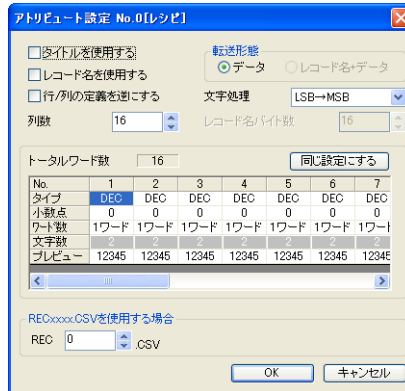 アトリビュート設定 No.0[レシピ]
タイトルを使用する
レコード名を使用する
行/列の定義を逆にする
列数 16
転送形態
データ レコード名+データ
文字処理 LSB→MSB
レコード名バイト数 16
トータルワード数 16 同じ設定にする
No. 1 2 3 4 5 6 7
タイプ DEC DEC DEC DEC DEC DEC DEC
小数点 0 0 0 0 0 0 0
ワード数 1ワード 1ワード 1ワード 1ワード 1ワード 1ワード 1ワード
文字数 2 2 2 2 2 2 2
プレビュー 12345 12345 12345 12345 12345 12345 12345
RECxxxx.CSVを使用する場合
REC 0 .CSV
OK キャンセル